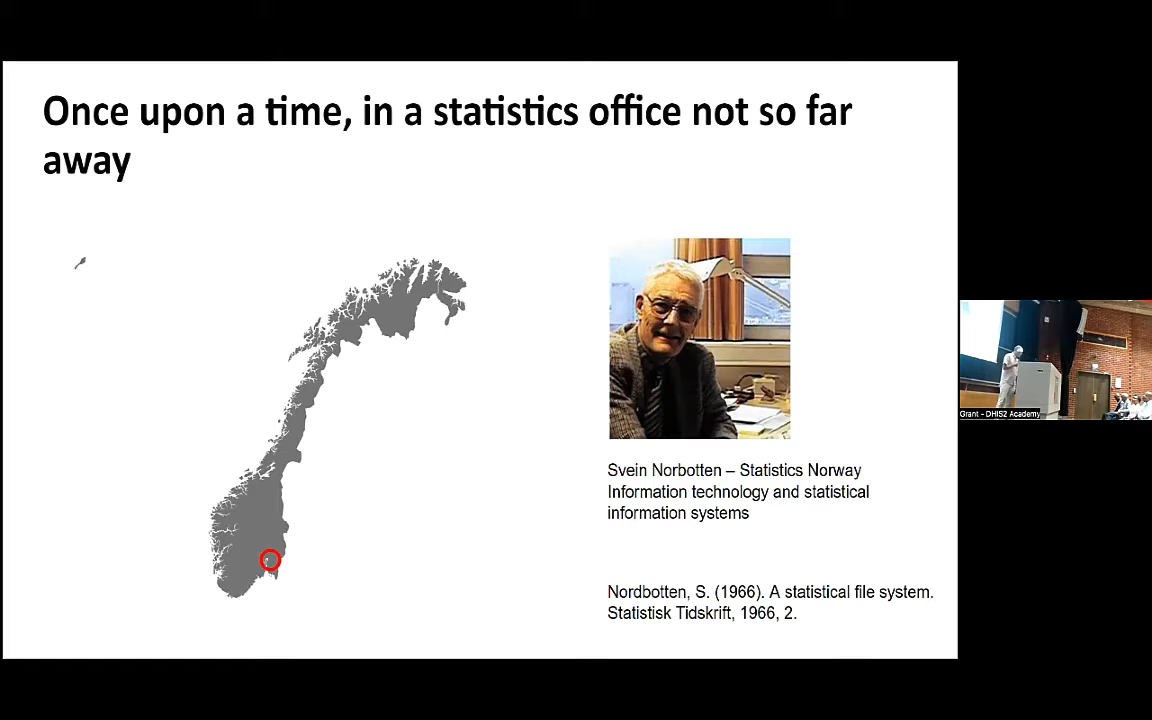 Once upon a time, in a statistics office not so far
away
Svein Norbotten – Statistics Norway
Information technology and statistical
information systems
Nordbotten, S. (1966). A statistical file system.
Statistisk Tidskrift, 1966, 2.
Grant - DHIS2 Academy